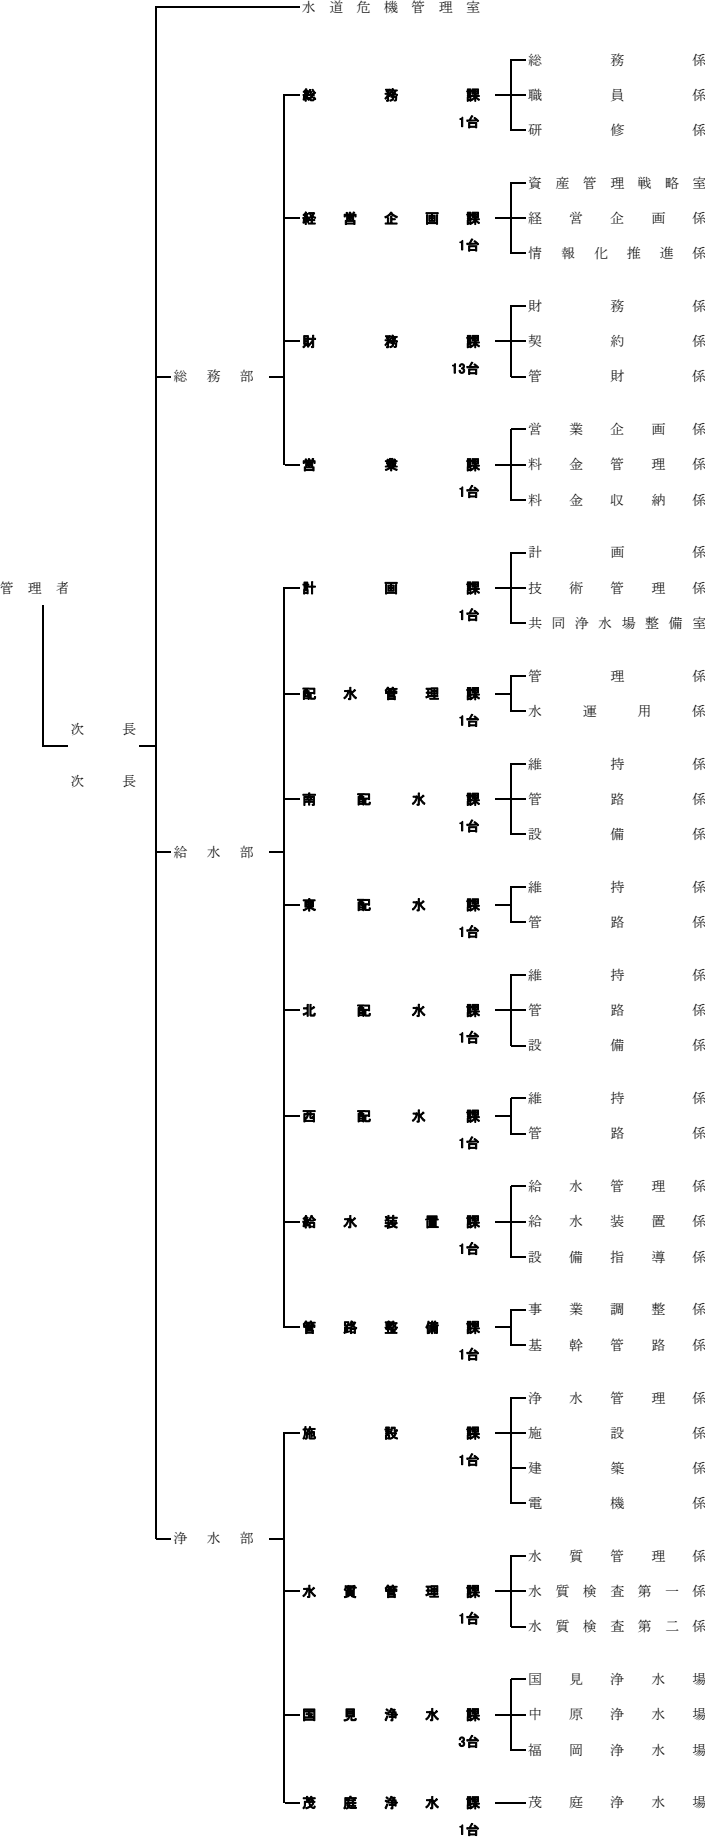 水道危機管理室
総務係
総務課
職員係
1台
研修係
資産管理戦略室
経営企画課
経営企画係
1台
情報化推進係
財務係
財務課
契約係
13台
総務部
管財係
営業企画係
営業課
料金管理係
1台
料金収納係
計画係
管理者
計画課
技術管理係
1台
共同浄水場整備室
管理係
配水管理課
水運用係
1台
次長
維持係
次長
南配水課
管路係
1台
設備係
給水部
維持係
東配水課
管路係
1台
維持係
北配水課
管路係
1台
設備係
維持係
西配水課
管路係
1台
給水管理係
給水装置課
給水装置係
1台
設備指導係
事業調整係
管路整備課
基幹管路係
1台
浄水管理係
施設課
施設係
1台
建築係
電機係
浄水部
水質管理係
水質管理課
水質検査第一係
1台
水質検査第二係
国見浄水場
国見浄水課
中原浄水場
3台
福岡浄水場
茂庭浄水課
茂庭浄水場
1台